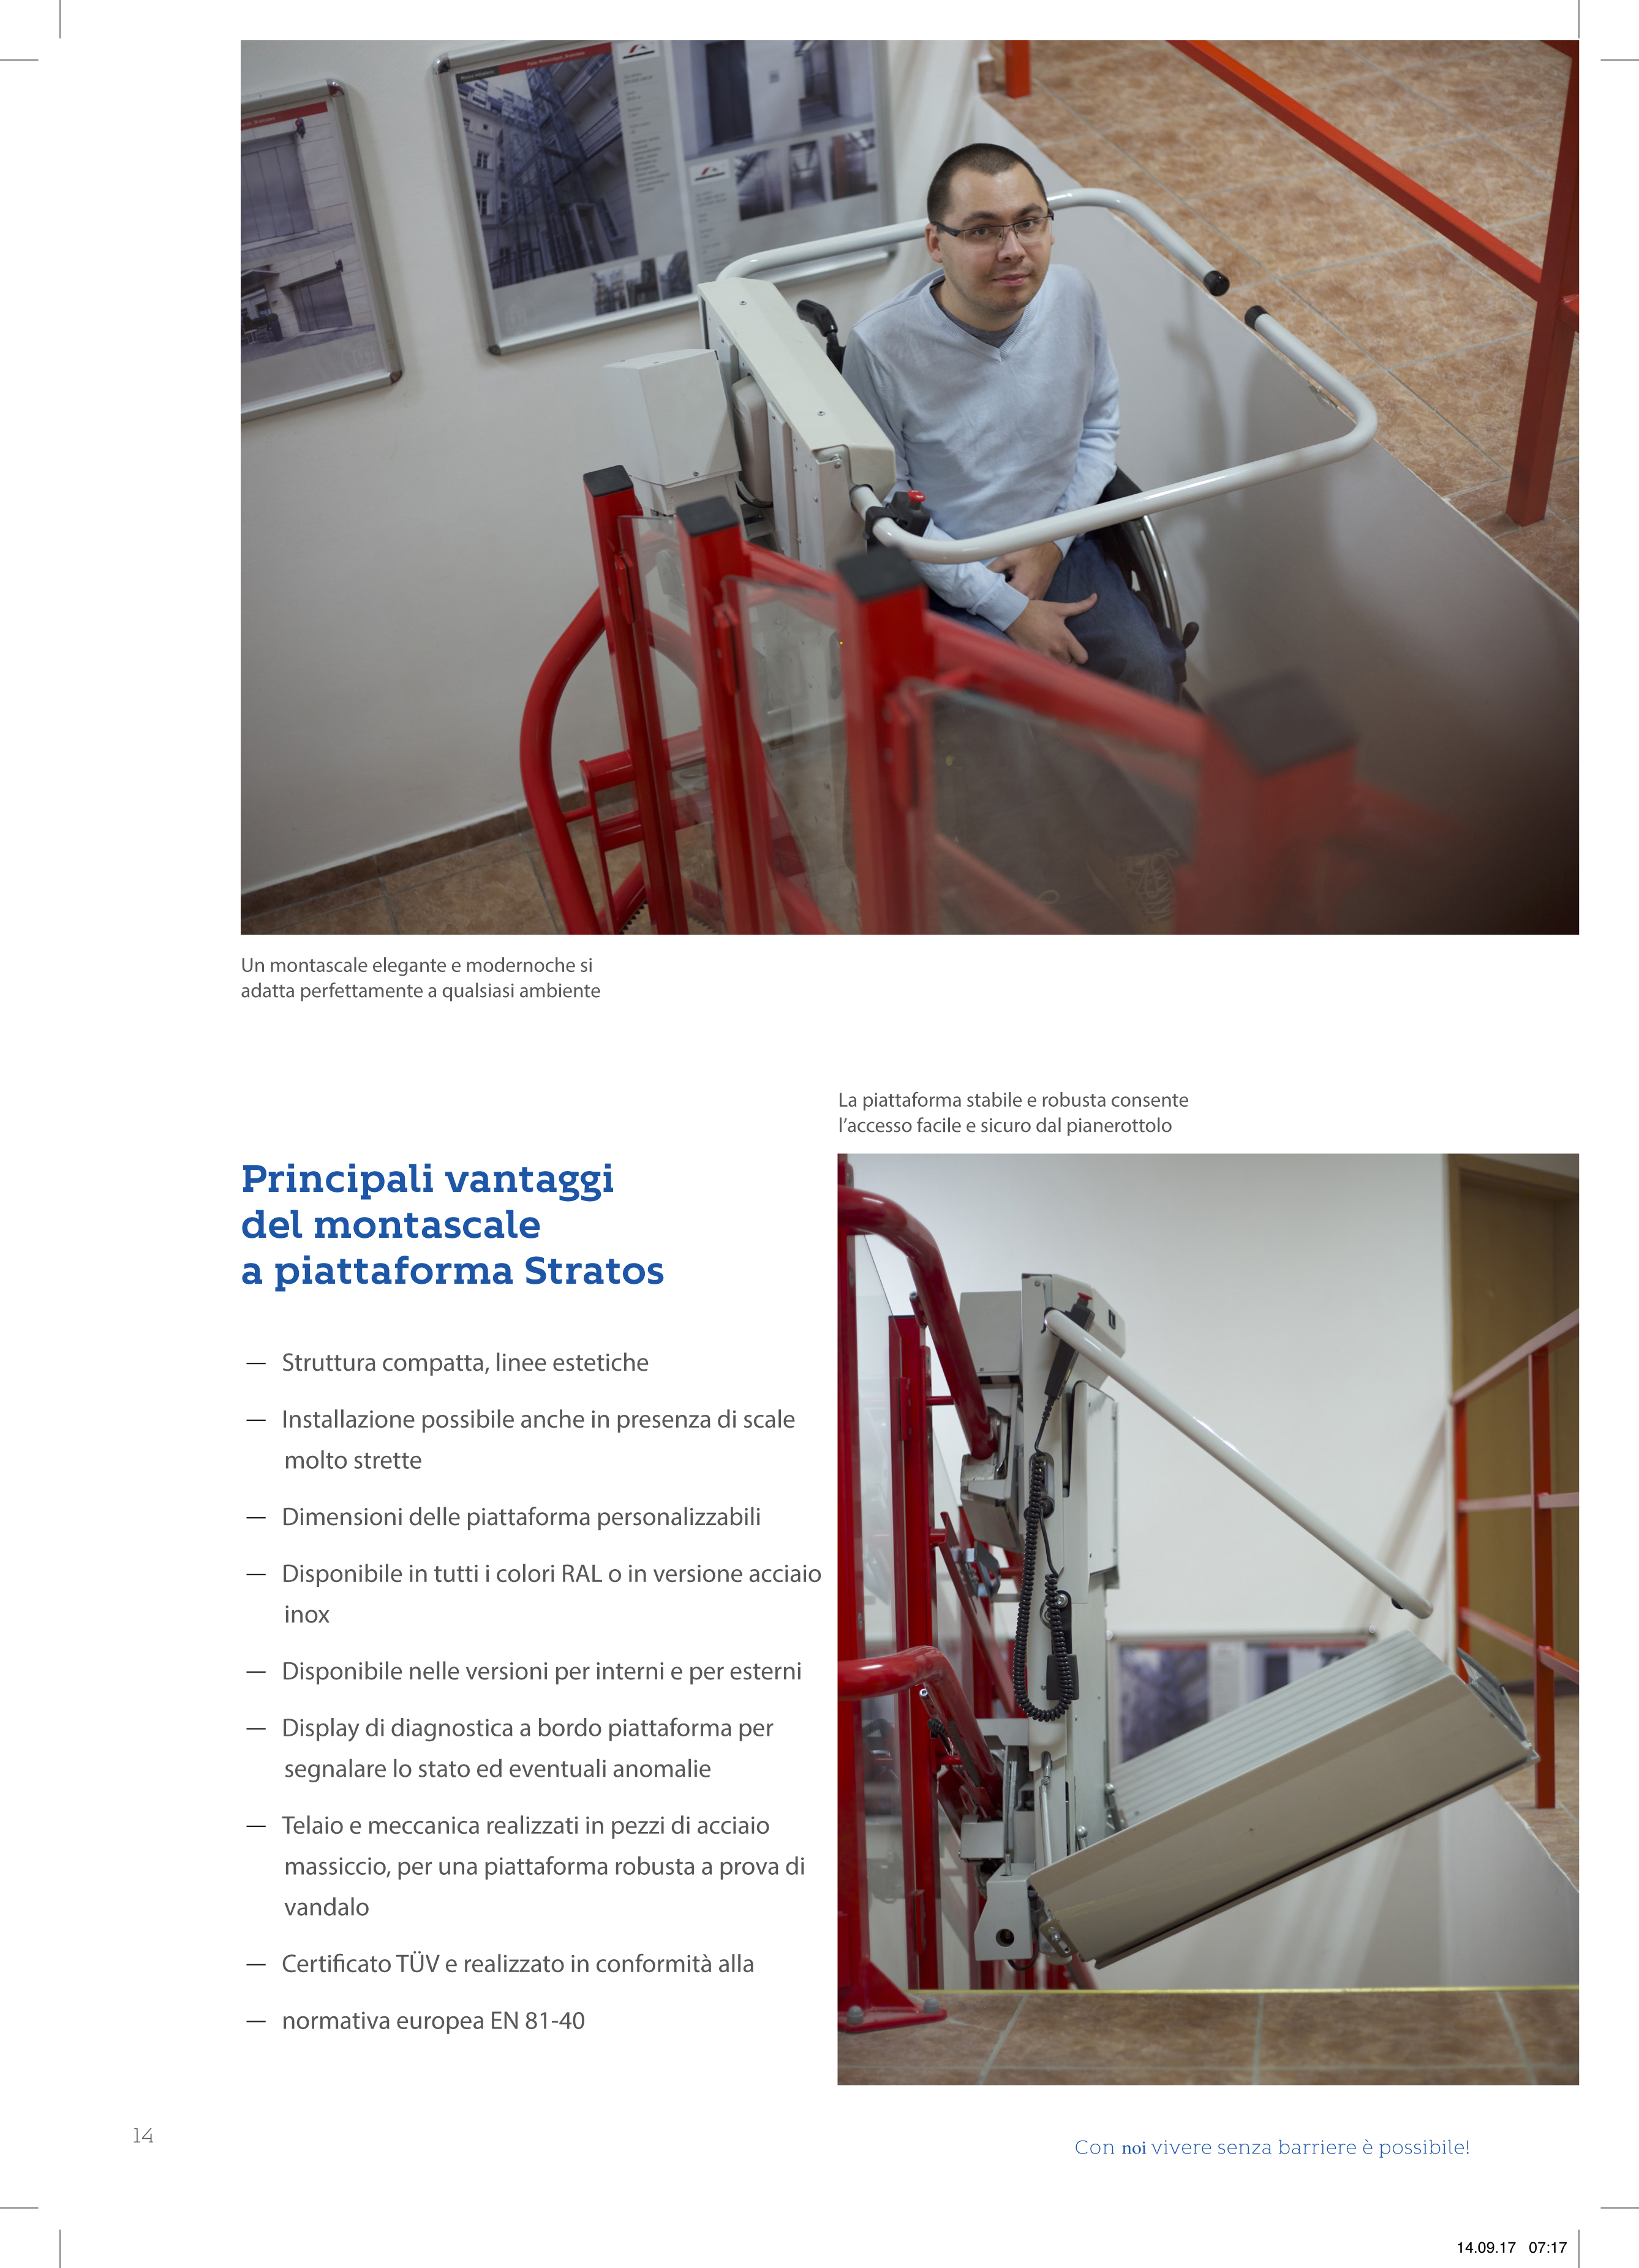 Un montascale elegante e modernoche si
adatta perfettamente a qualsiasi ambiente
La piattaforma stabile e robusta consente
l’accesso facile e sicuro dal pianerottolo
Principali vantaggi
del montascale
a piattaforma Stratos
— Struttura compatta, linee estetiche
— Installazione possibile anche in presenza di scale
molto strette
— Dimensioni delle piattaforma personalizzabili
— Disponibile in tutti i colori RAL o in versione acciaio
inox
— Disponibile nelle versioni per interni e per esterni
— Display di diagnostica a bordo piattaforma per
segnalare lo stato ed eventuali anomalie
— Telaio e meccanica realizzati in pezzi di acciaio
massiccio, per una piattaforma robusta a prova di
vandalo
— Certificato TÜV e realizzato in conformità alla
— normativa europea EN 81-40
14
Con noi vivere senza barriere è possibile!
14.09.17 07:17